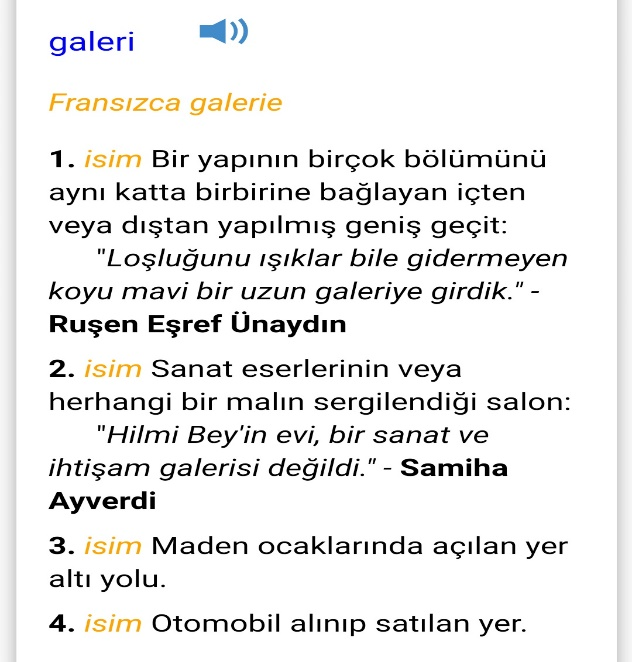 galeri
Fransızca galerie
1. isim Bir yapının birçok bölümünü
aynı katta birbirine bağlayan içten
veya dıştan yapılmış geniş geçit:
"Loşluğunu ışıklar bile gidermeyen
koyu mavi bir uzun galeriye girdik." -
Ruşen Eşref Ünaydın
2. isim Sanat eserlerinin veya
herhangi bir malın sergilendiği salon:
"Hilmi Bey'in evi, bir sanat ve
ihtişam galerisi değildi." - Samiha
Ayverdi
3. isim Maden ocaklarında açılan yer
altı yolu.
4. isim Otomobil alınıp satılan yer.